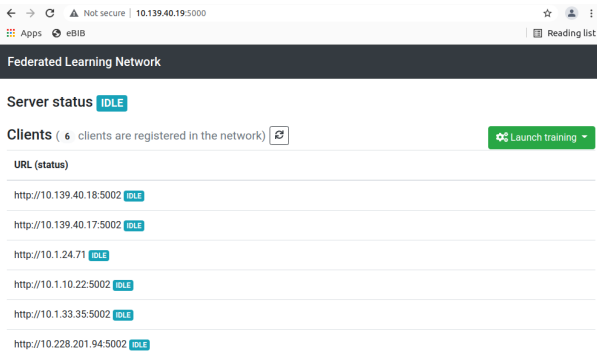 Not secure | 10.139.40.19:5000
Apps eBIB Reading list
Federated Learning Network
Server status IDLE
Clients ( 6 clients are registered in the network)
Launch training
URL (status)
http://10.139.40.18:5002 IDLE
http://10.139.40.17:5002 IDLE
http://10.1.24.71 IDLE
http://10.1.10.22:5002 IDLE
http://10.1.33.35:5002 IDLE
http://10.228.201.94:5002 IDLE